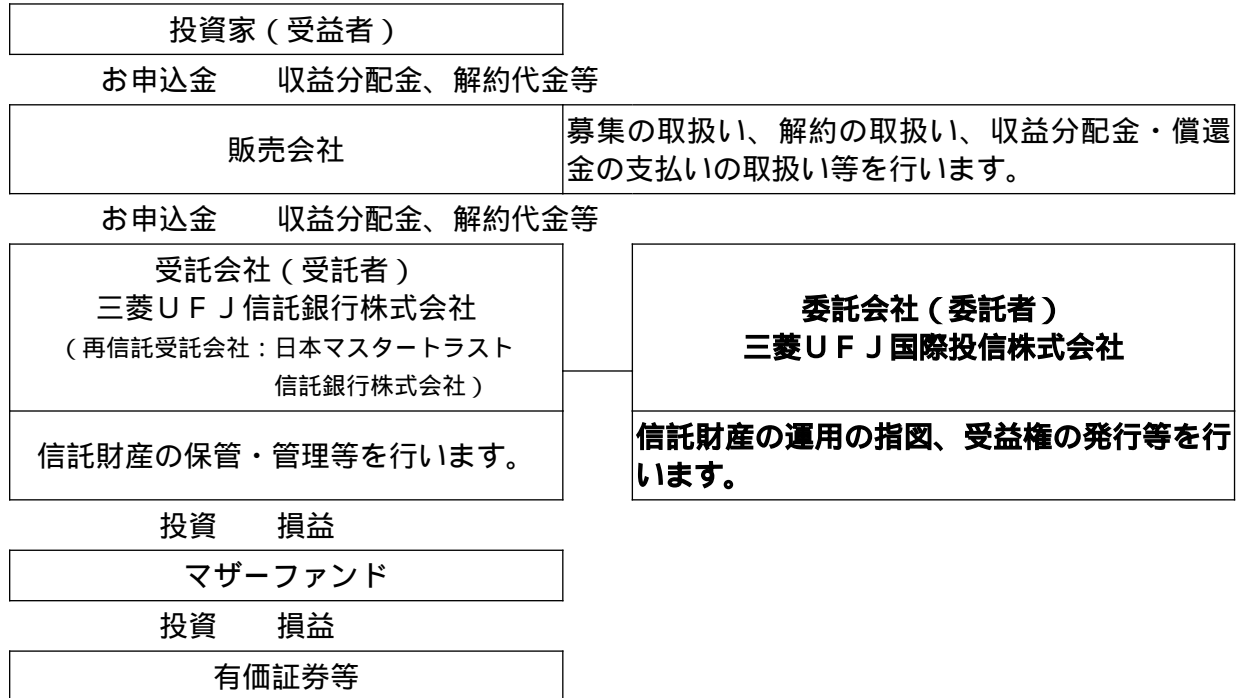 投資家（受益者）
お申込金　　収益分配金、解約代金等
販売会社
募集の取扱い、解約の取扱い、収益分配金・償還
金の支払いの取扱い等を行います。
お申込金　　収益分配金、解約代金等
受託会社（受託者）
三菱ＵＦＪ信託銀行株式会社
（再信託受託会社：日本マスタートラスト
信託銀行株式会社）
委託会社（委託者）
三菱ＵＦＪ国際投信株式会社
信託財産の保管・管理等を行います。
信託財産の運用の指図、受益権の発行等を行
います。
投資　　損益
マザーファンド
投資　　損益
有価証券等